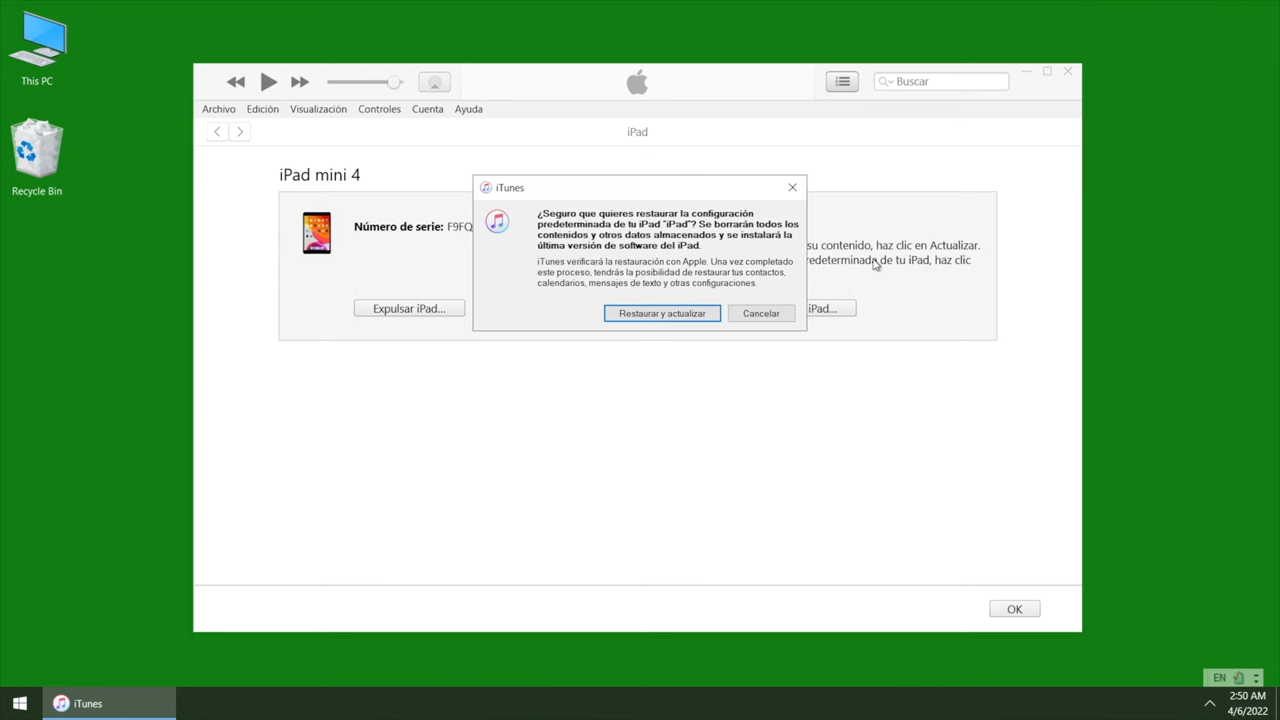 This PC
Recycle Bin
Buscar
Archivo Edición Visualización Controles Cuenta Ayuda
iPad
iPad mini 4
Número de serie: F9FQ
su contenido, haz clic en Actualizar.
redeterminada de tu iPad, haz clic
Expulsar iPad...
iPad...
iTunes
¿Seguro que quieres restaurar la configuración
predeterminada de tu iPad "iPad"? Se borrarán todos los
contenidos y otros datos almacenados y se instalará la
última versión de software del iPad.
iTunes verificará la restauración con Apple. Una vez completado
este proceso, tendrás la posibilidad de restaurar tus contactos,
calendarios, mensajes de texto y otras configuraciones.
Restaurar y actualizar Cancelar
OK
iTunes
EN
2:50 AM
4/6/2022